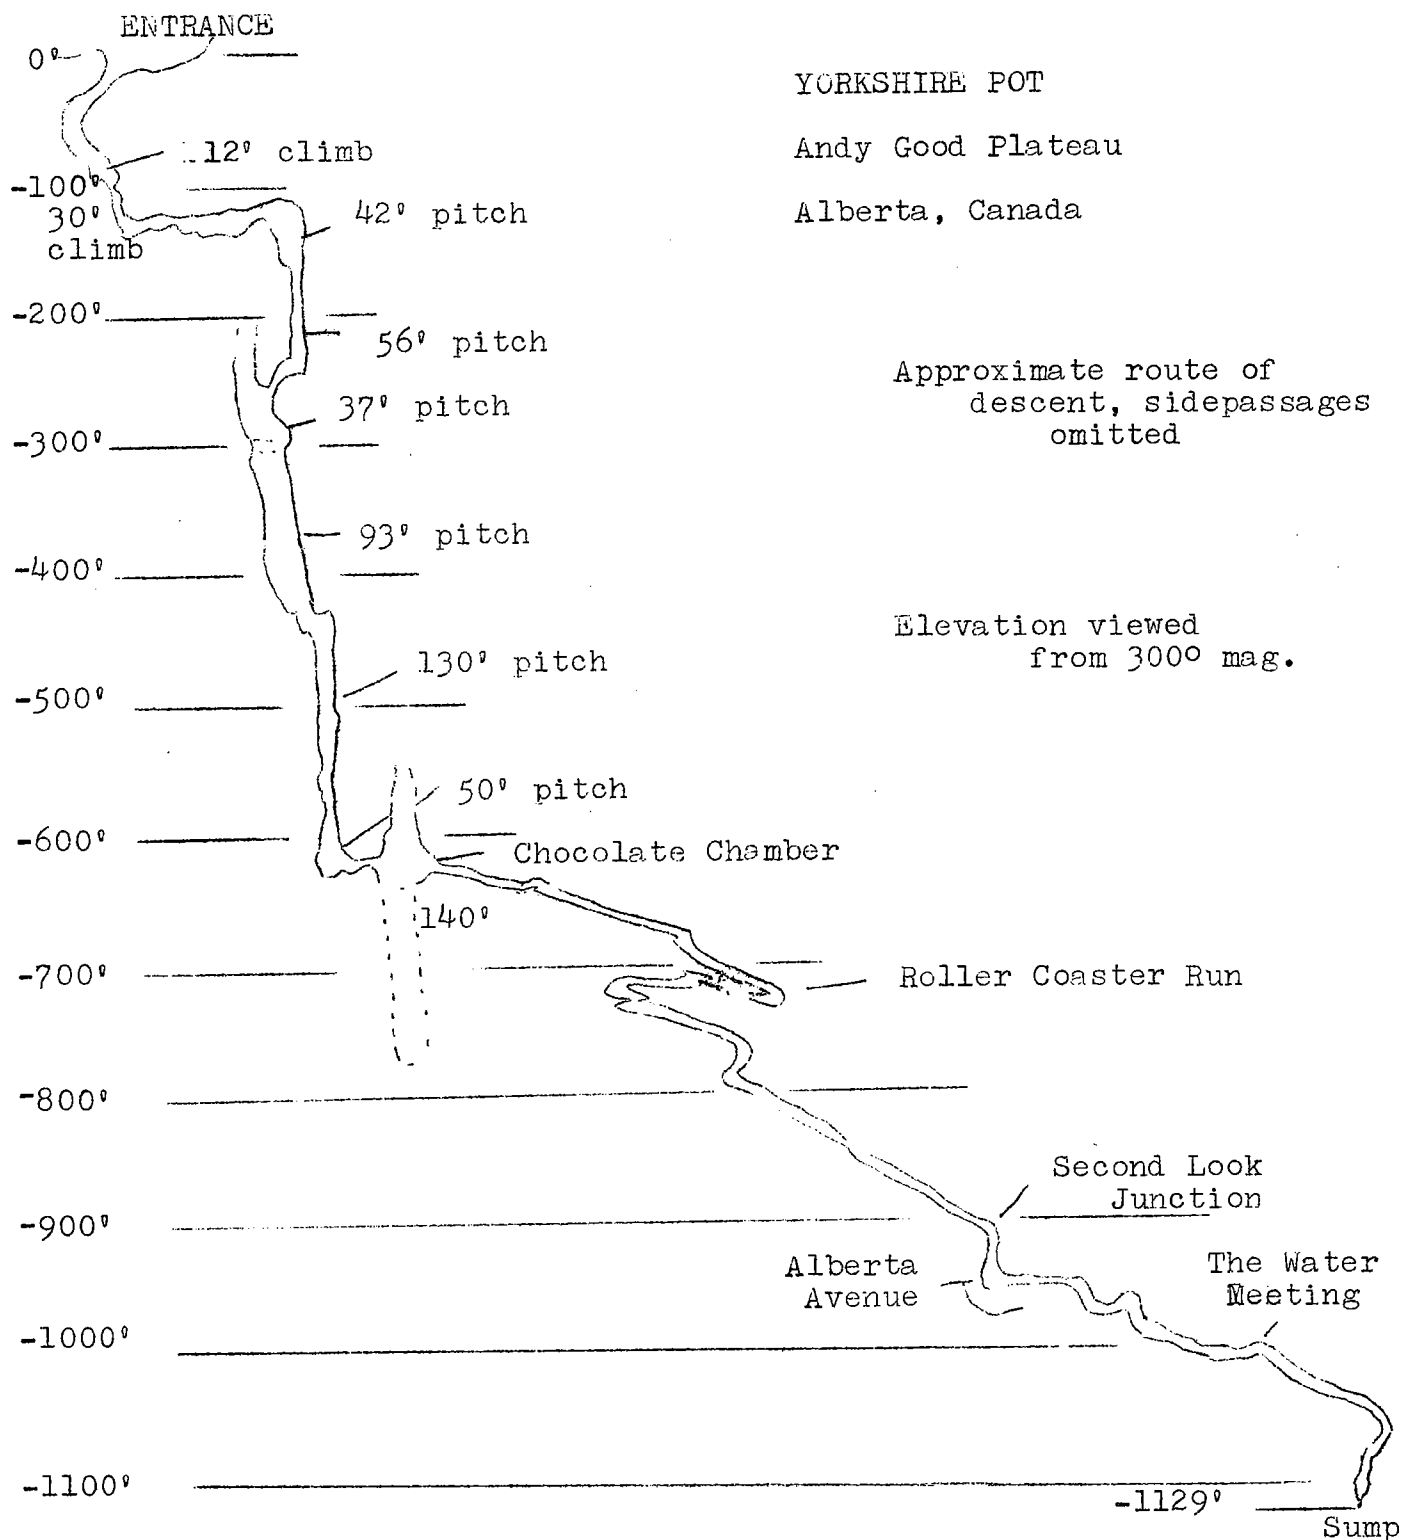 ENTRANCE
0'
YORKSHIRE POT
12' climb
Andy Good Plateau
-100'
30'
climb
42' pitch
Alberta, Canada
-200'
56' pitch
Approximate route of
descent, sidepassages
omitted
37' pitch
-300'
93' pitch
-400'
Elevation viewed
from 300° mag.
130' pitch
-500'
50' pitch
-600'
Chocolate Chamber
140'
-700'
Roller Coaster Run
-800'
Second Look
Junction
-900'
Alberta
Avenue
The Water
Meeting
-1000'
-1100'
-1129'
Sump